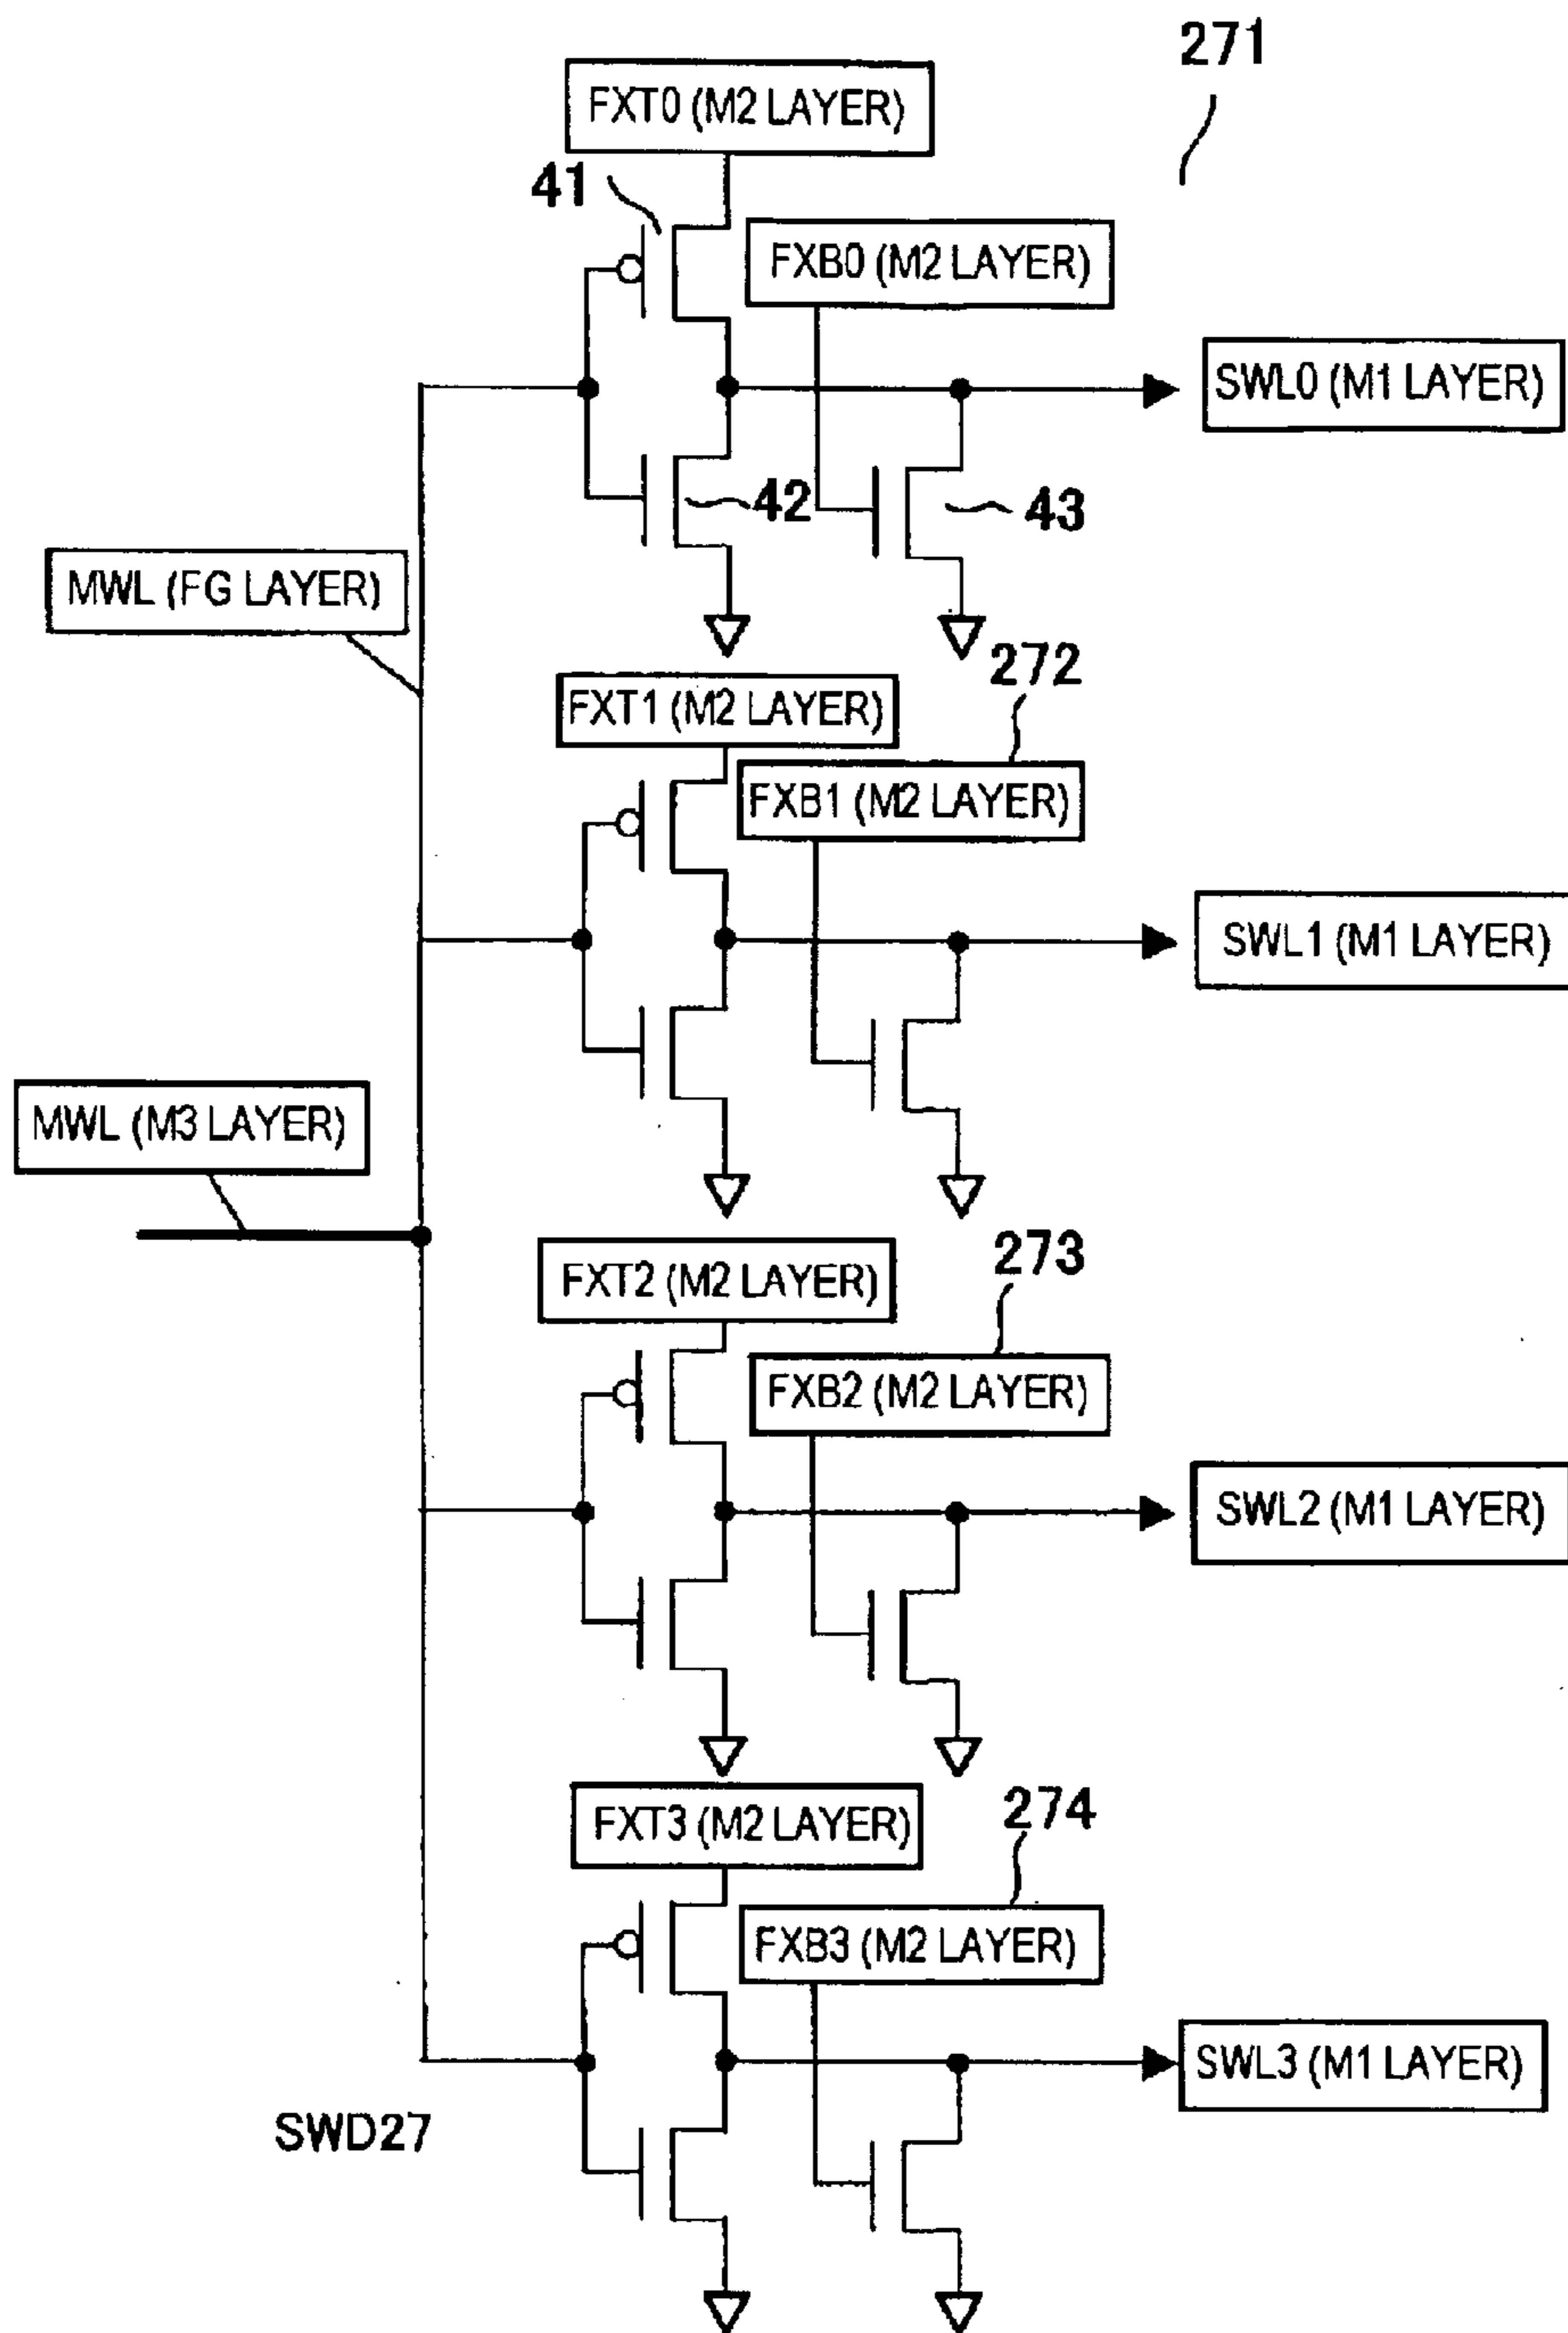 271
FXT0 (M2 LAYER)
41
FXB0 (M2 LAYER)
SWL0 (M1 LAYER)
42
43
MWL (FG LAYER)
272
FXT1 (M2 LAYER)
FXB1 (M2 LAYER)
SWL1 (M1 LAYER)
MWL (M3 LAYER)
273
FXT2 (M2 LAYER)
FXB2 (M2 LAYER)
SWL2 (M1 LAYER)
274
FXT3 (M2 LAYER)
FXB3 (M2 LAYER)
SWL3 (M1 LAYER)
SWD27